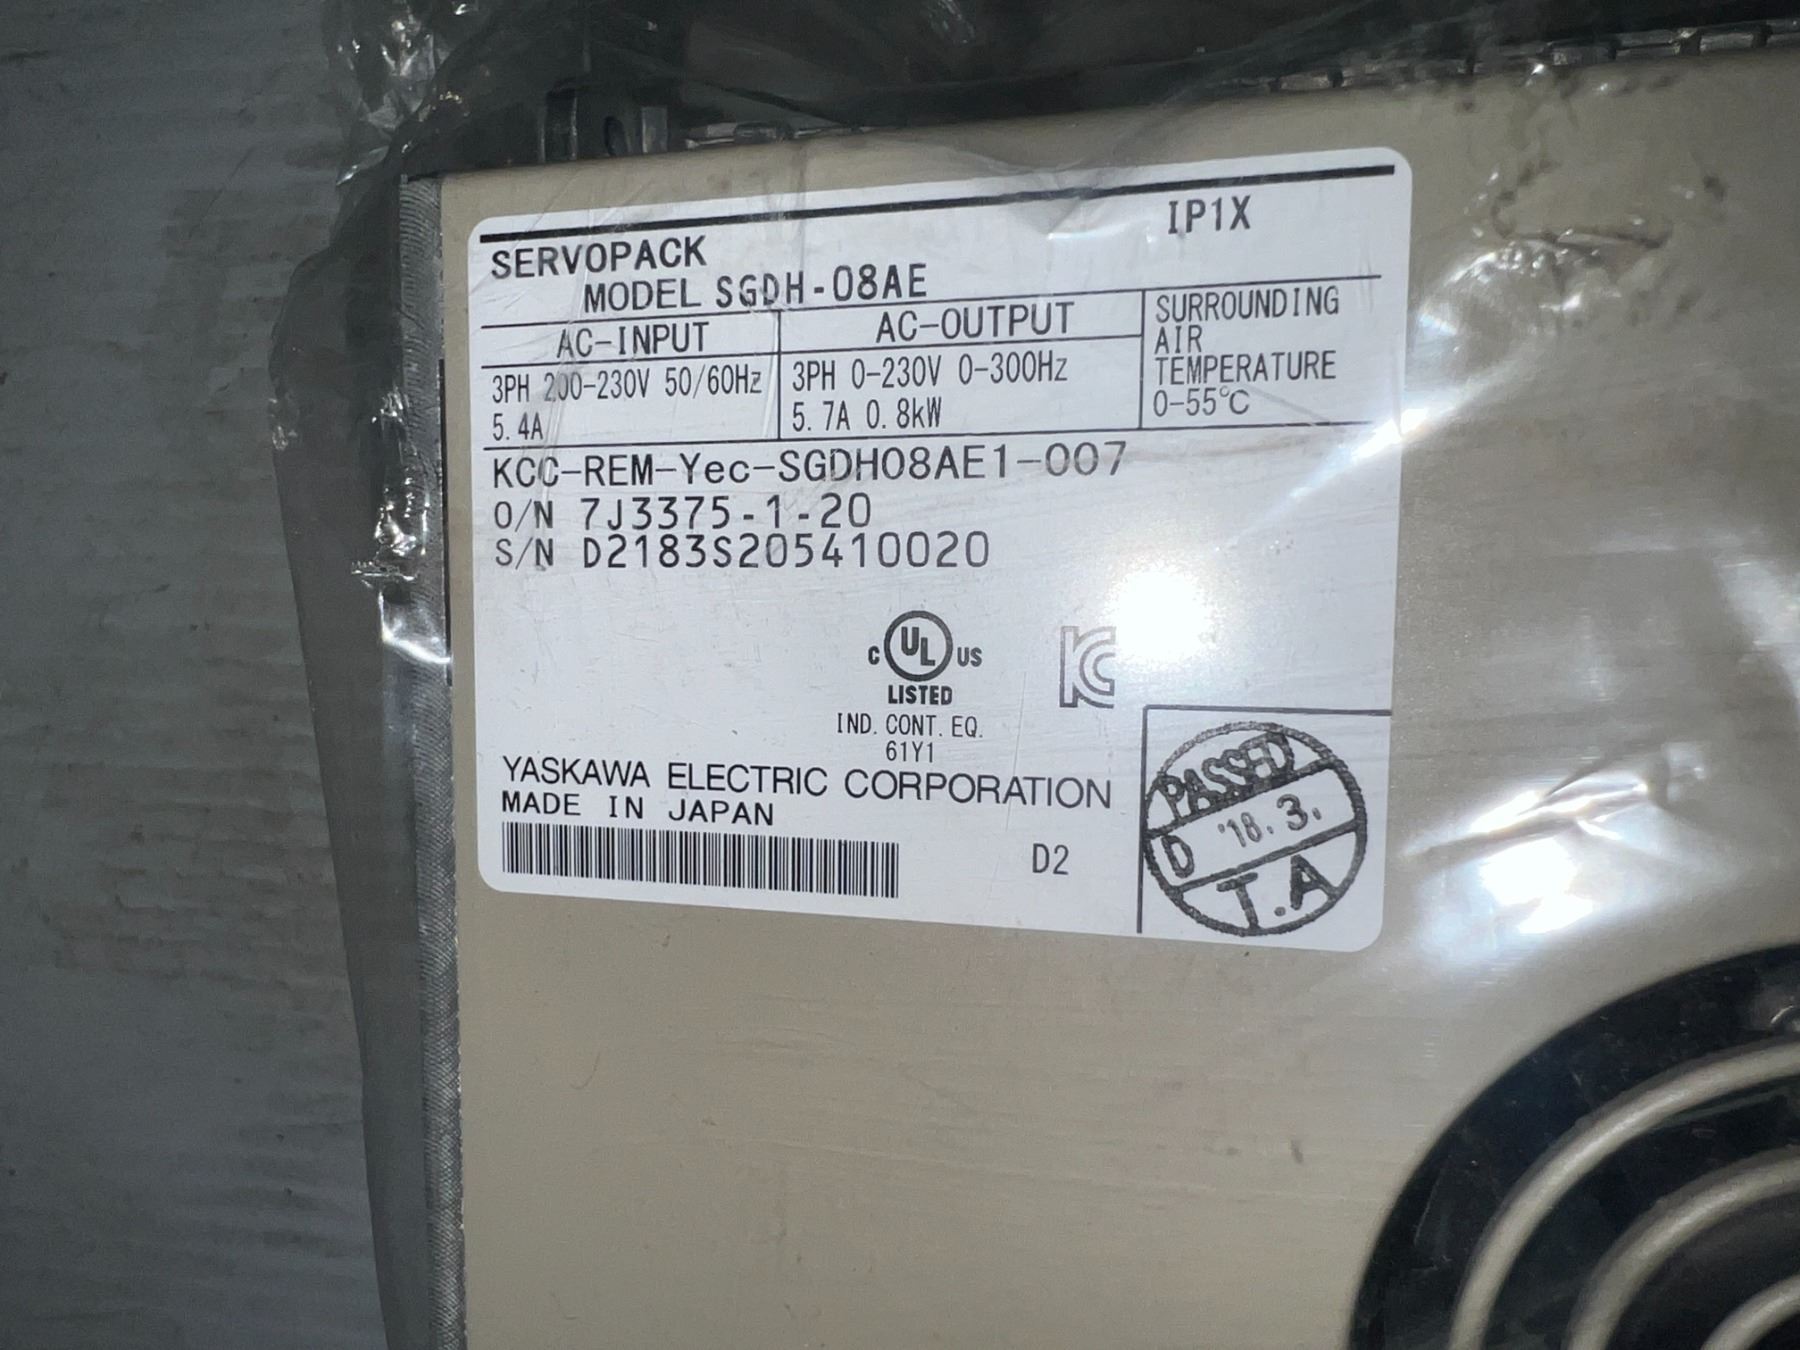 IP1X
SERVOPACK
MODEL SGDH-08AE
AC-INPUT
3PH 200-230V 50/60Hz
5.4A
AC-OUTPUT
3PH 0-230V 0-300Hz
5.7A 0.8kW
SURROUNDING
AIR
TEMPERATURE
0-55℃
KCC-REM-Yec-SGDH08AE1-007
O/N 7J3375-1-20
S/N D2183S205410020
C UL US
LISTED
IND. CONT. EQ.
61Y1
KC
YASKAWA ELECTRIC CORPORATION
MADE IN JAPAN
D2
PASSED
D '18.3.
T.A